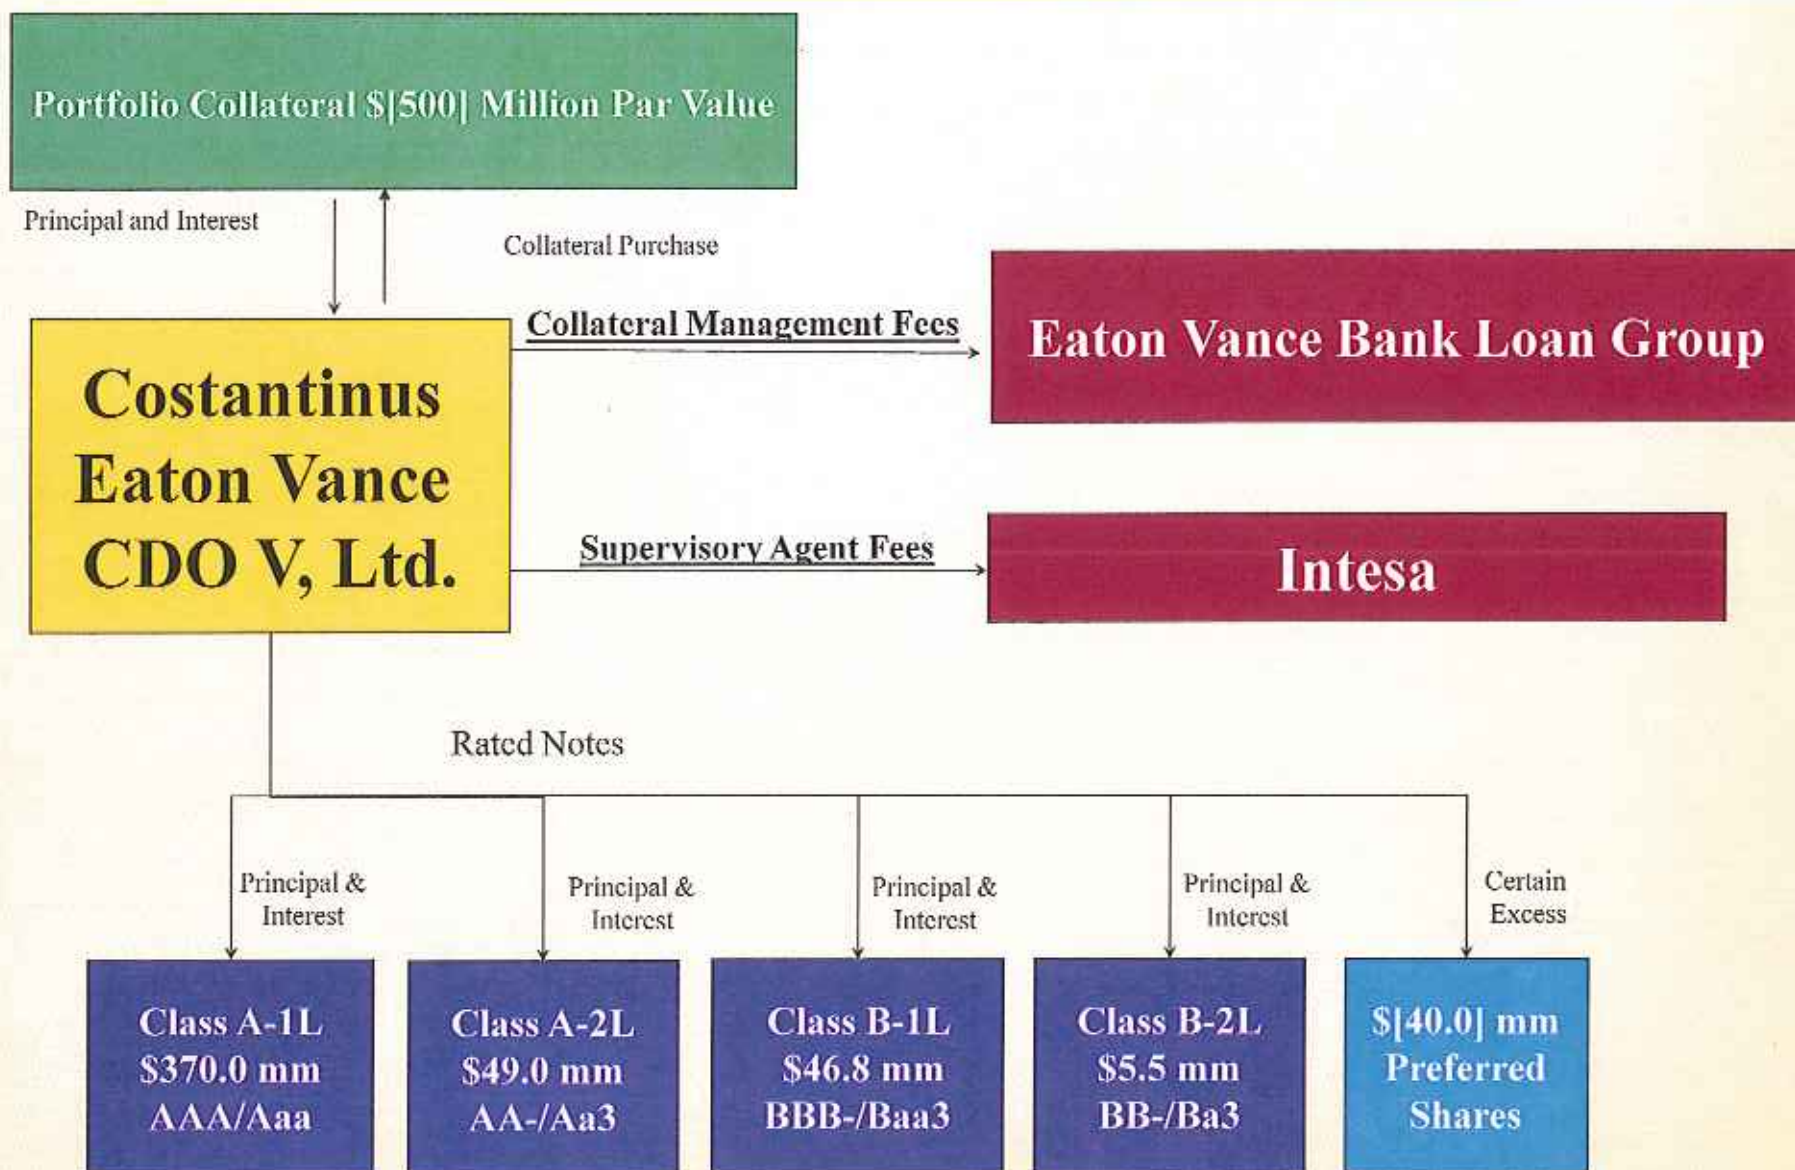 Portfolio Collateral $[500] Million Par Value
Principal and Interest
Collateral Purchase
Collateral Management Fees
Eaton Vance Bank Loan Group
Costantinus
Eaton Vance
CDO V, Ltd.
Supervisory Agent Fees
Intesa
Rated Notes
Principal &
Interest
Principal &
Interest
Principal &
Interest
Principal &
Interest
Certain
Excess
Class A-1L
$370.0 mm
AAA/Aaa
Class A-2L
$49.0 mm
AA-/Aa3
Class B-1L
$46.8 mm
BBB-/Baa3
Class B-2L
$5.5 mm
BB-/Ba3
$[40.0] mm
Preferred
Shares